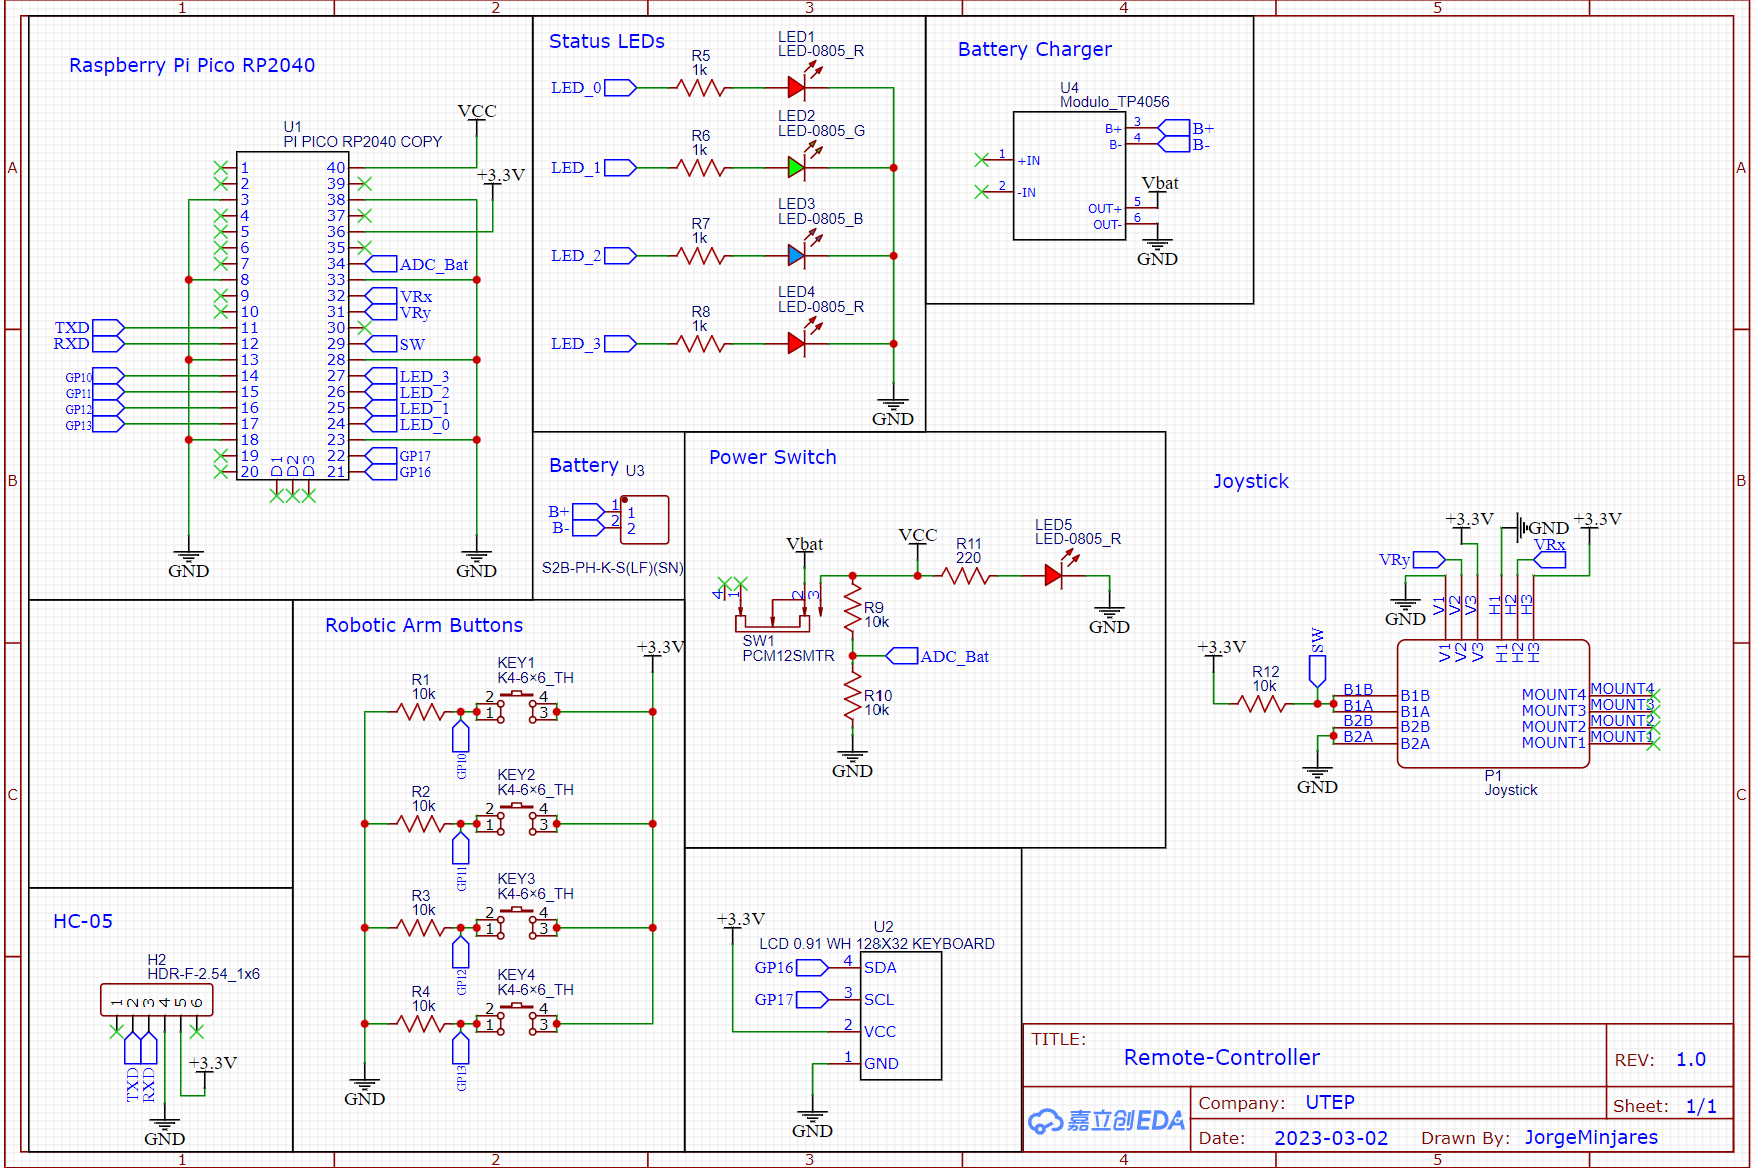 1
2
3
4
5
A
B
C
A
B
C
Raspberry Pi Pico RP2040
VCC
U1
PI PICO RP2040 COPY
+3.3V
1
2
3
4
5
6
7
8
9
10
11
12
13
14
15
16
17
18
19
20
40
39
38
37
36
35
34
33
32
31
30
29
28
27
26
25
24
23
22
21
D1
D2
D3
TXD
RXD
GP10
GP11
GP12
GP13
ADC_Bat
VRx
VRy
SW
LED_3
LED_2
LED_1
LED_0
GP17
GP16
GND
GND
Status LEDs
LED1
LED-0805_R
R5
1k
LED_0
LED2
LED-0805_G
R6
1k
LED_1
LED3
LED-0805_B
R7
1k
LED_2
LED4
LED-0805_R
R8
1k
LED_3
GND
Battery Charger
U4
Modulo_TP4056
1
+IN
2
-IN
B+
3
B+
B-
4
B-
Vbat
OUT+
5
OUT-
6
GND
Battery
U3
B+
1
1
B-
2
2
S2B-PH-K-S(LF)(SN)
Power Switch
Vbat
VCC
R11
220
LED5
LED-0805_R
4
1
2
3
SW1
PCM12SMTR
R9
10k
ADC_Bat
R10
10k
GND
GND
Joystick
+3.3V
GND
+3.3V
VRy
VRx
GND
V1
V2
V3
H1
H2
H3
V1
V2
V3
H1
H2
H3
+3.3V
SW
R12
10k
B1B
B1A
B2B
B2A
B1B
B1A
B2B
B2A
MOUNT4
MOUNT3
MOUNT2
MOUNT1
MOUNT4
MOUNT3
MOUNT2
MOUNT1
GND
P1
Joystick
Robotic Arm Buttons
+3.3V
KEY1
K4-6×6_TH
R1
10k
2
4
1
3
GP10
KEY2
K4-6×6_TH
R2
10k
2
4
1
3
GP11
KEY3
K4-6×6_TH
R3
10k
2
4
1
3
GP12
KEY4
K4-6×6_TH
R4
10k
2
4
1
3
GP13
GND
HC-05
H2
HDR-F-2.54_1x6
1
2
3
4
5
6
TXD
RXD
+3.3V
GND
+3.3V
U2
LCD 0.91 WH 128X32 KEYBOARD
GP16
4
SDA
GP17
3
SCL
2
VCC
1
GND
GND
TITLE:
Remote-Controller
REV: 1.0
嘉立创EDA
Company: UTEP
Sheet: 1/1
Date: 2023-03-02
Drawn By: JorgeMinjares
1
2
3
4
5